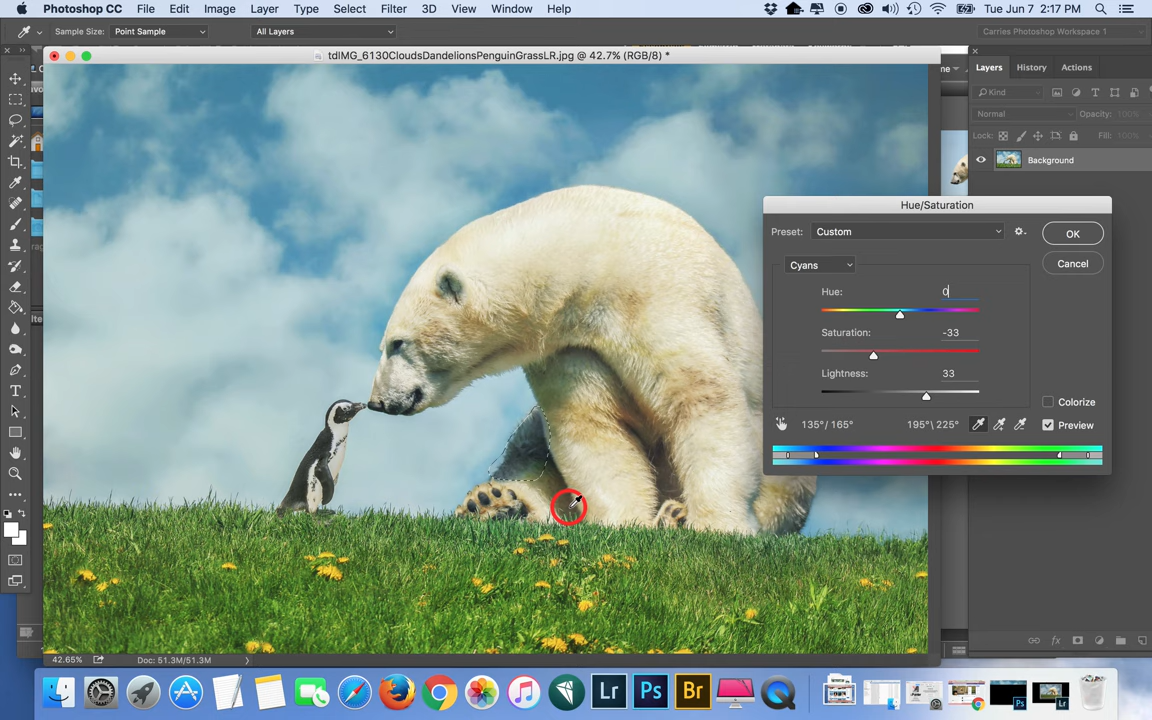 Photoshop CC File Edit Image Layer Type Select Filter 3D View Window Help Tue Jun 7 2:17 PM
Sample Size: Point Sample All Layers Carries Photoshop Workspace 1
tdIMG_6130CloudsDandelionsPenguinGrassLR.jpg @ 42.7% (RGB/8) *
Layers History Actions
Kind
Normal Opacity: 100%
Lock: Fill: 100%
Background
Hue/Saturation
Preset: Custom OK
Cyans Cancel
Hue: 0
Saturation: -33
Lightness: 33
Colorize
135°/ 165° 195°\ 225° Preview
42.65% Doc: 51.3M/51.3M
Lr Ps Br